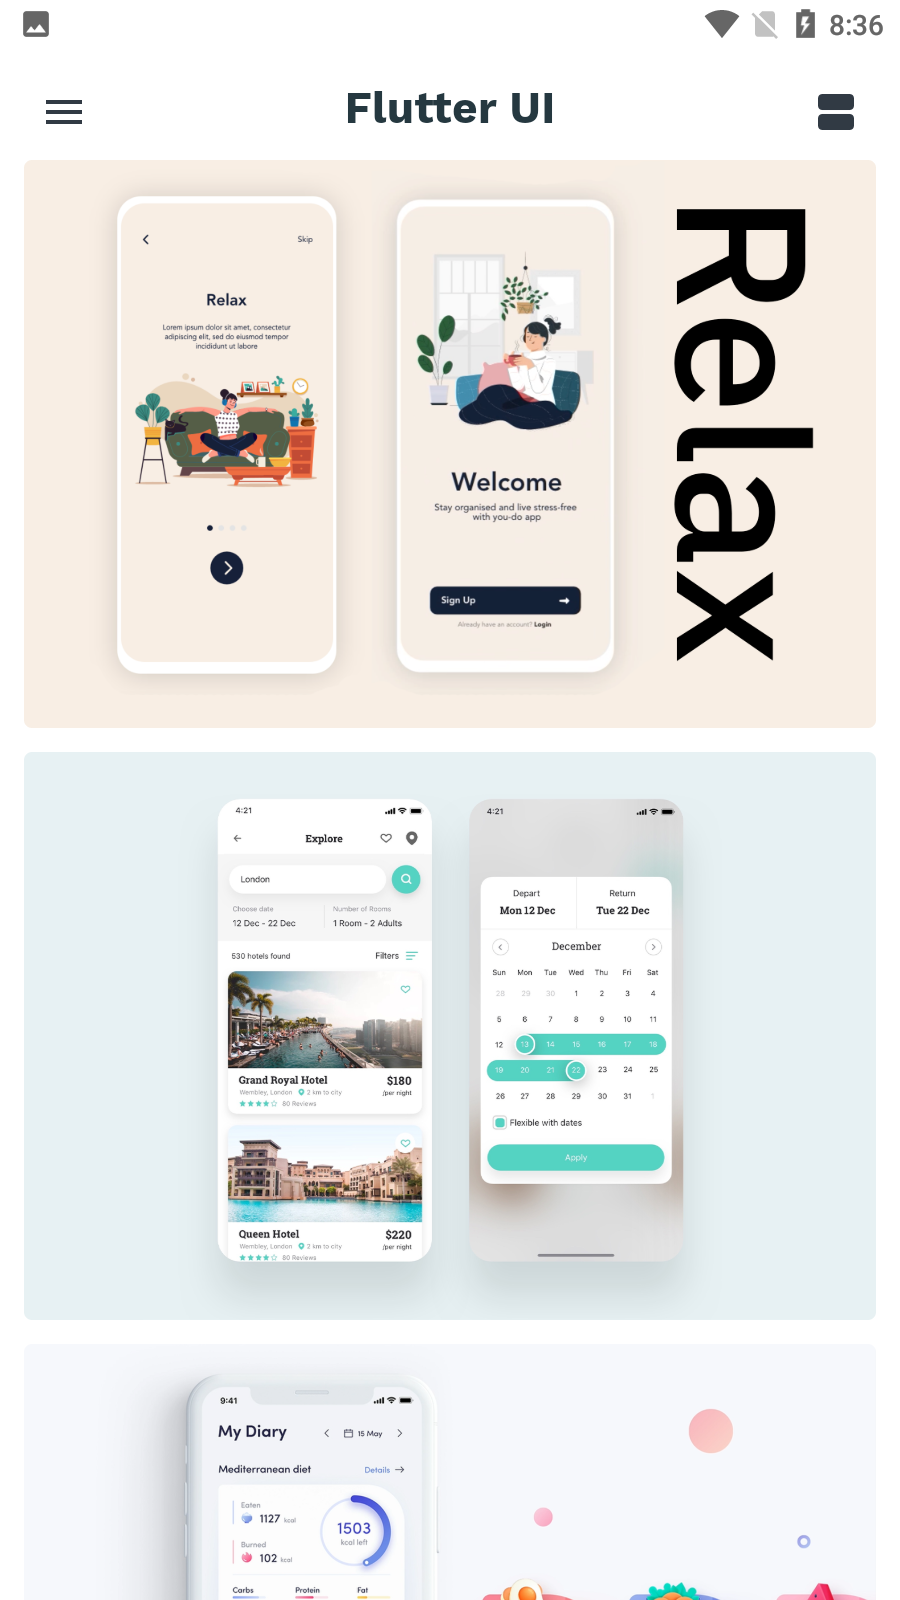 8:36
Flutter UI
Skip
Relax
Lorem ipsum dolor sit amet, consectetur
adipiscing elit, sed do eiusmod tempor
incididunt ut labore
Welcome
Stay organised and live stress-free
with you-do app
Sign Up
Already have an account? Login
Relax
4:21
Explore
London
Choose date
Number of Rooms
12 Dec - 22 Dec
1 Room - 2 Adults
530 hotels found
Filters
Grand Royal Hotel
$180
Wembley, London
2 km to city
/per night
80 Reviews
Queen Hotel
$220
Wembley, London
2 km to city
/per night
80 Reviews
4:21
Depart
Return
Mon 12 Dec
Tue 22 Dec
December
Sun Mon Tue Wed Thu Fri Sat
28 29 30 1 2 3 4
5 6 7 8 9 10 11
12 13 14 15 16 17 18
19 20 21 22 23 24 25
26 27 28 29 30 31 1
Flexible with dates
Apply
9:41
My Diary
15 May
Mediterranean diet
Details
Eaten
1127 kcal
Burned
102 kcal
1503
kcal left
Carbs
Protein
Fat